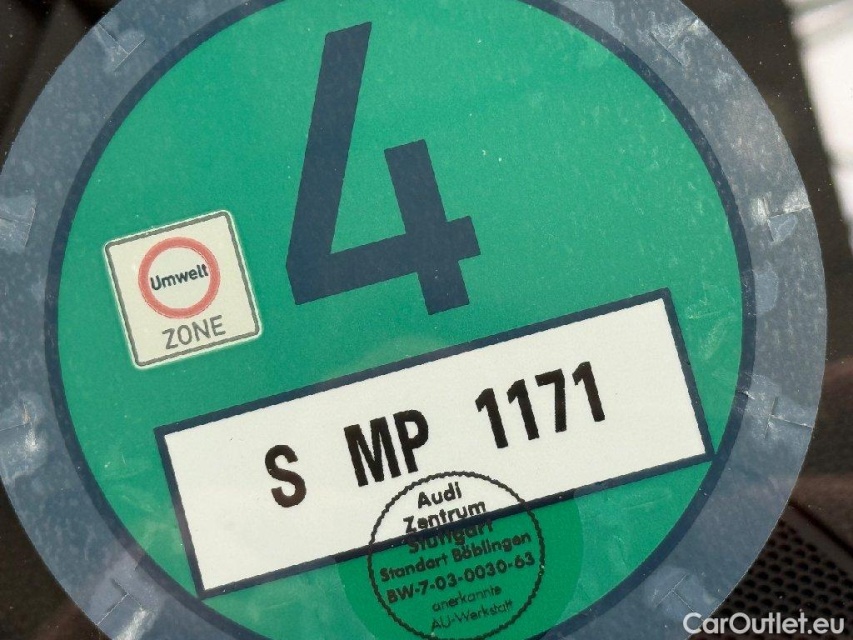 4
Umwelt
ZONE
S MP 1171
Audi
Zentrum
Stuttgart
Standart Böblingen
BW-7-03-0030-63
anerkannte
AU-Werkstatt
CarOutlet.eu